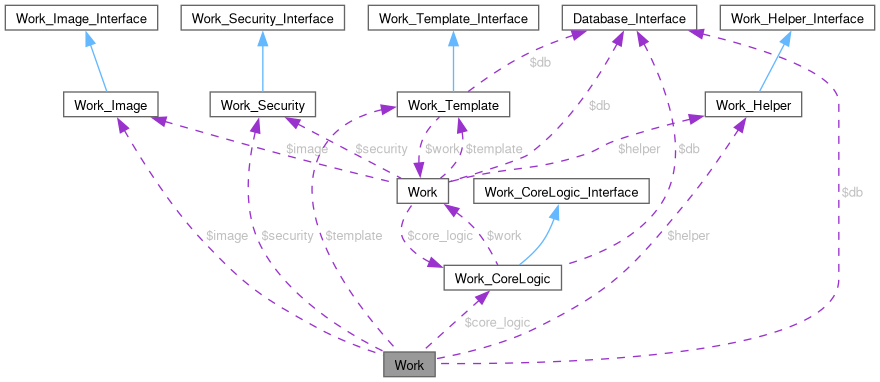 Work_Image_Interface
Work_Security_Interface
Work_Template_Interface
Database_Interface
Work_Helper_Interface
$db
Work_Image
Work_Security
Work_Template
$db
Work_Helper
$image
$security
$work
$template
$helper
$db
Work
Work_CoreLogic_Interface
$db
$image
$security
$template
$core_logic
$work
$helper
Work_CoreLogic
$core_logic
Work